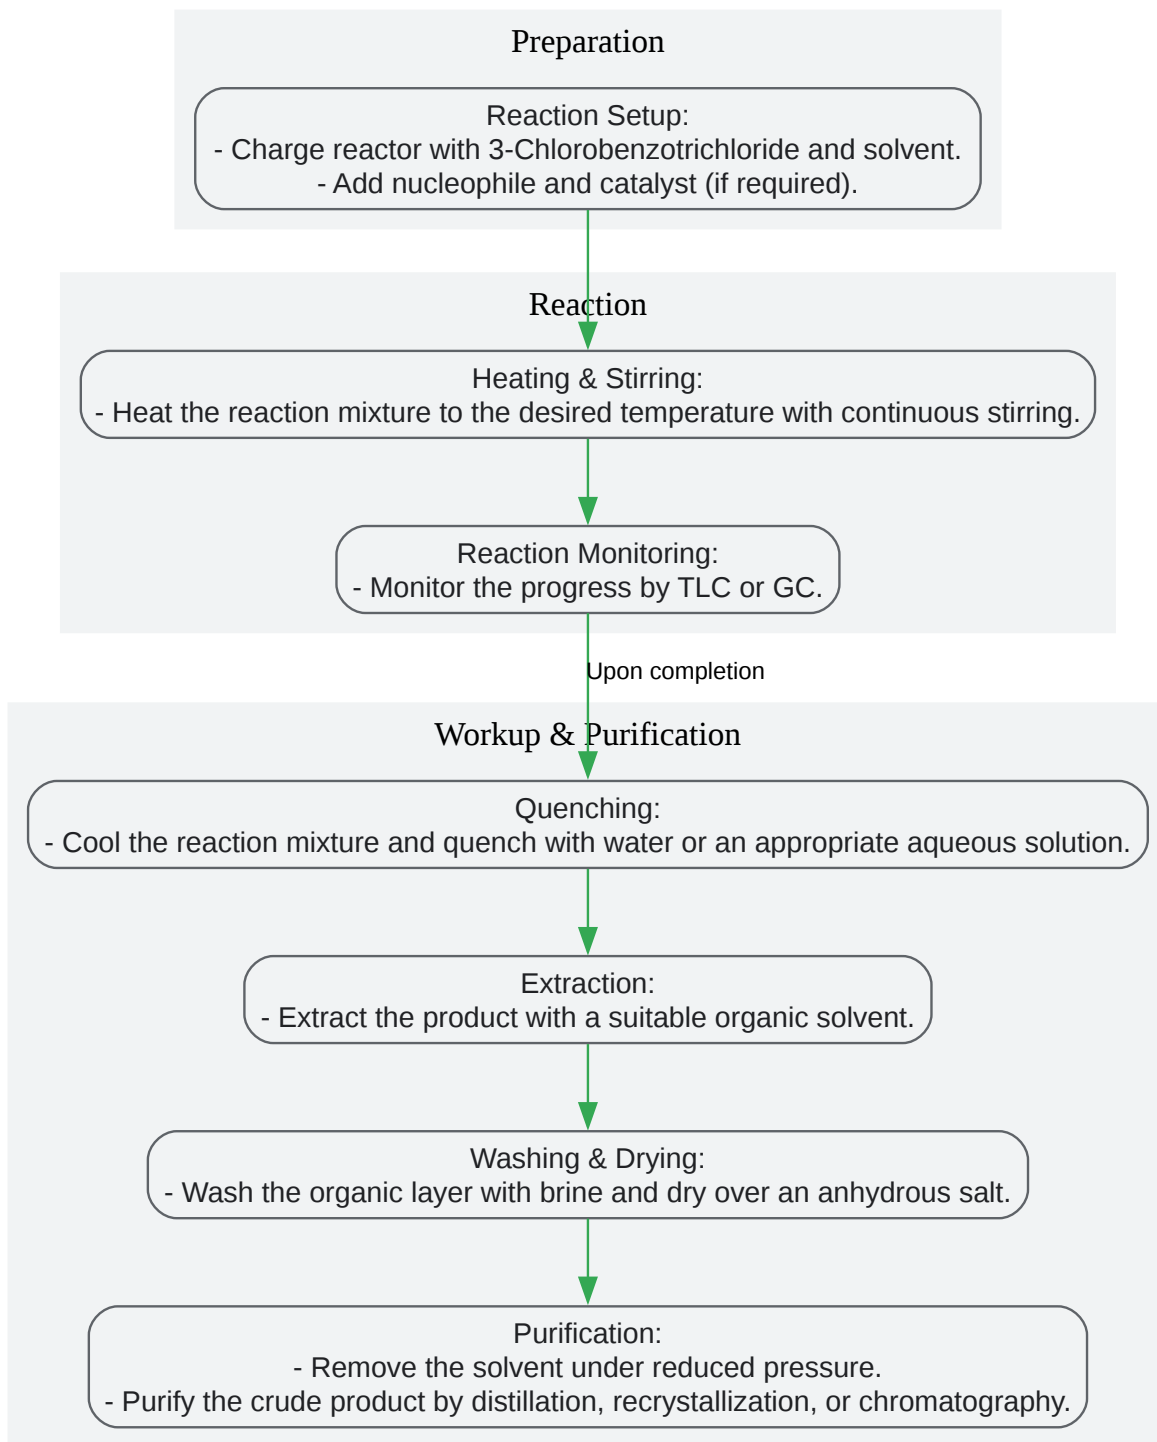 Preparation
Reaction Setup:
- Charge reactor with 3-Chlorobenzotrichloride and solvent.
- Add nucleophile and catalyst (if required).
Reaction
Heating & Stirring:
- Heat the reaction mixture to the desired temperature with continuous stirring.
Reaction Monitoring:
- Monitor the progress by TLC or GC.
Upon completion
Workup & Purification
Quenching:
- Cool the reaction mixture and quench with water or an appropriate aqueous solution.
Extraction:
- Extract the product with a suitable organic solvent.
Washing & Drying:
- Wash the organic layer with brine and dry over an anhydrous salt.
Purification:
- Remove the solvent under reduced pressure.
- Purify the crude product by distillation, recrystallization, or chromatography.